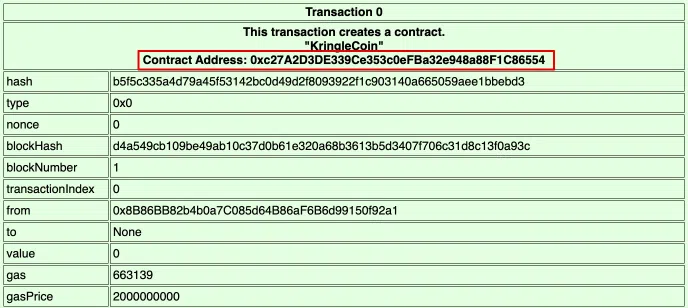 Transaction 0
This transaction creates a contract.
"KringleCoin"
Contract Address: 0xc27A2D3DE339Ce353c0eFBa32e948a88F1C86554
hash b5f5c335a4d79a45f53142bc0d49d2f8093922f1c903140a665059aee1bbebd3
type 0x0
nonce 0
blockHash d4a549cb109be49ab10c37d0b61e320a68b3613b5d3407f706c31d8c13f0a93c
blockNumber 1
transactionIndex 0
from 0x8B86BB82b4b0a7C085d64B86aF6B6d99150f92a1
to None
value 0
gas 663139
gasPrice 2000000000